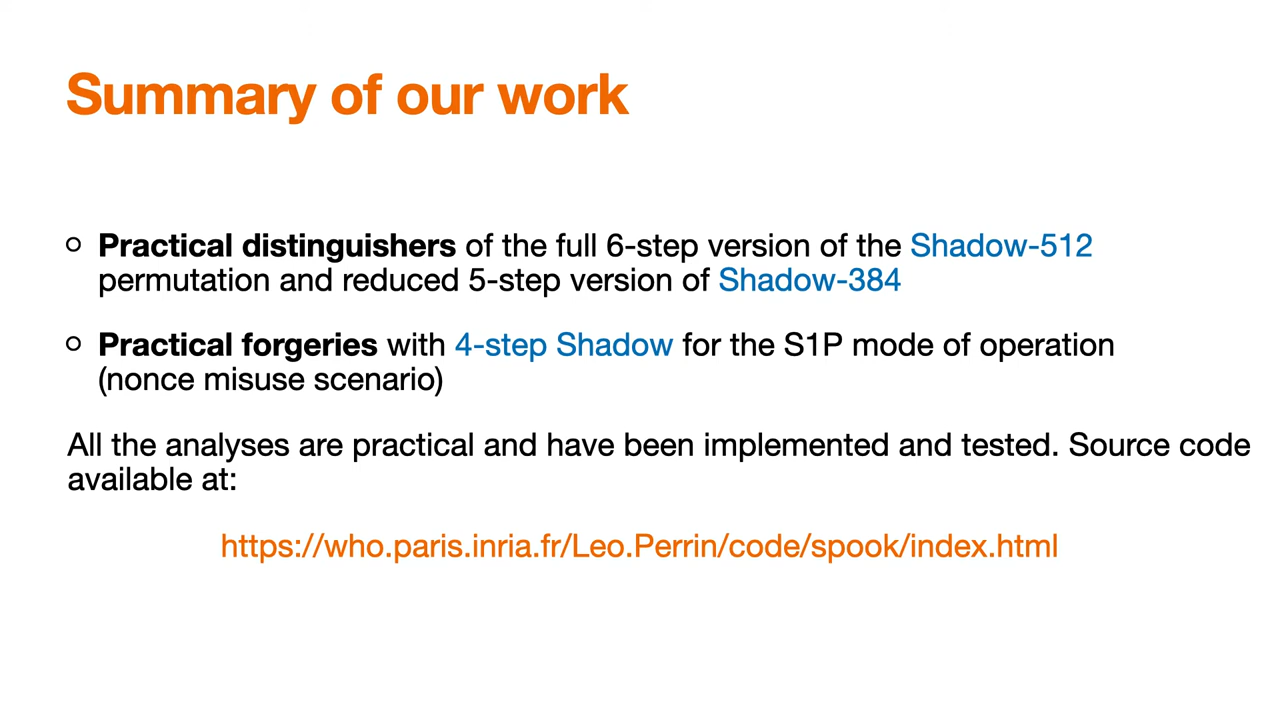 Summary of our work
Practical distinguishers of the full 6-step version of the Shadow-512
permutation and reduced 5-step version of Shadow-384
Practical forgeries with 4-step Shadow for the S1P mode of operation
(nonce misuse scenario)
All the analyses are practical and have been implemented and tested. Source code
available at:
https://who.paris.inria.fr/Leo.Perrin/code/spook/index.html